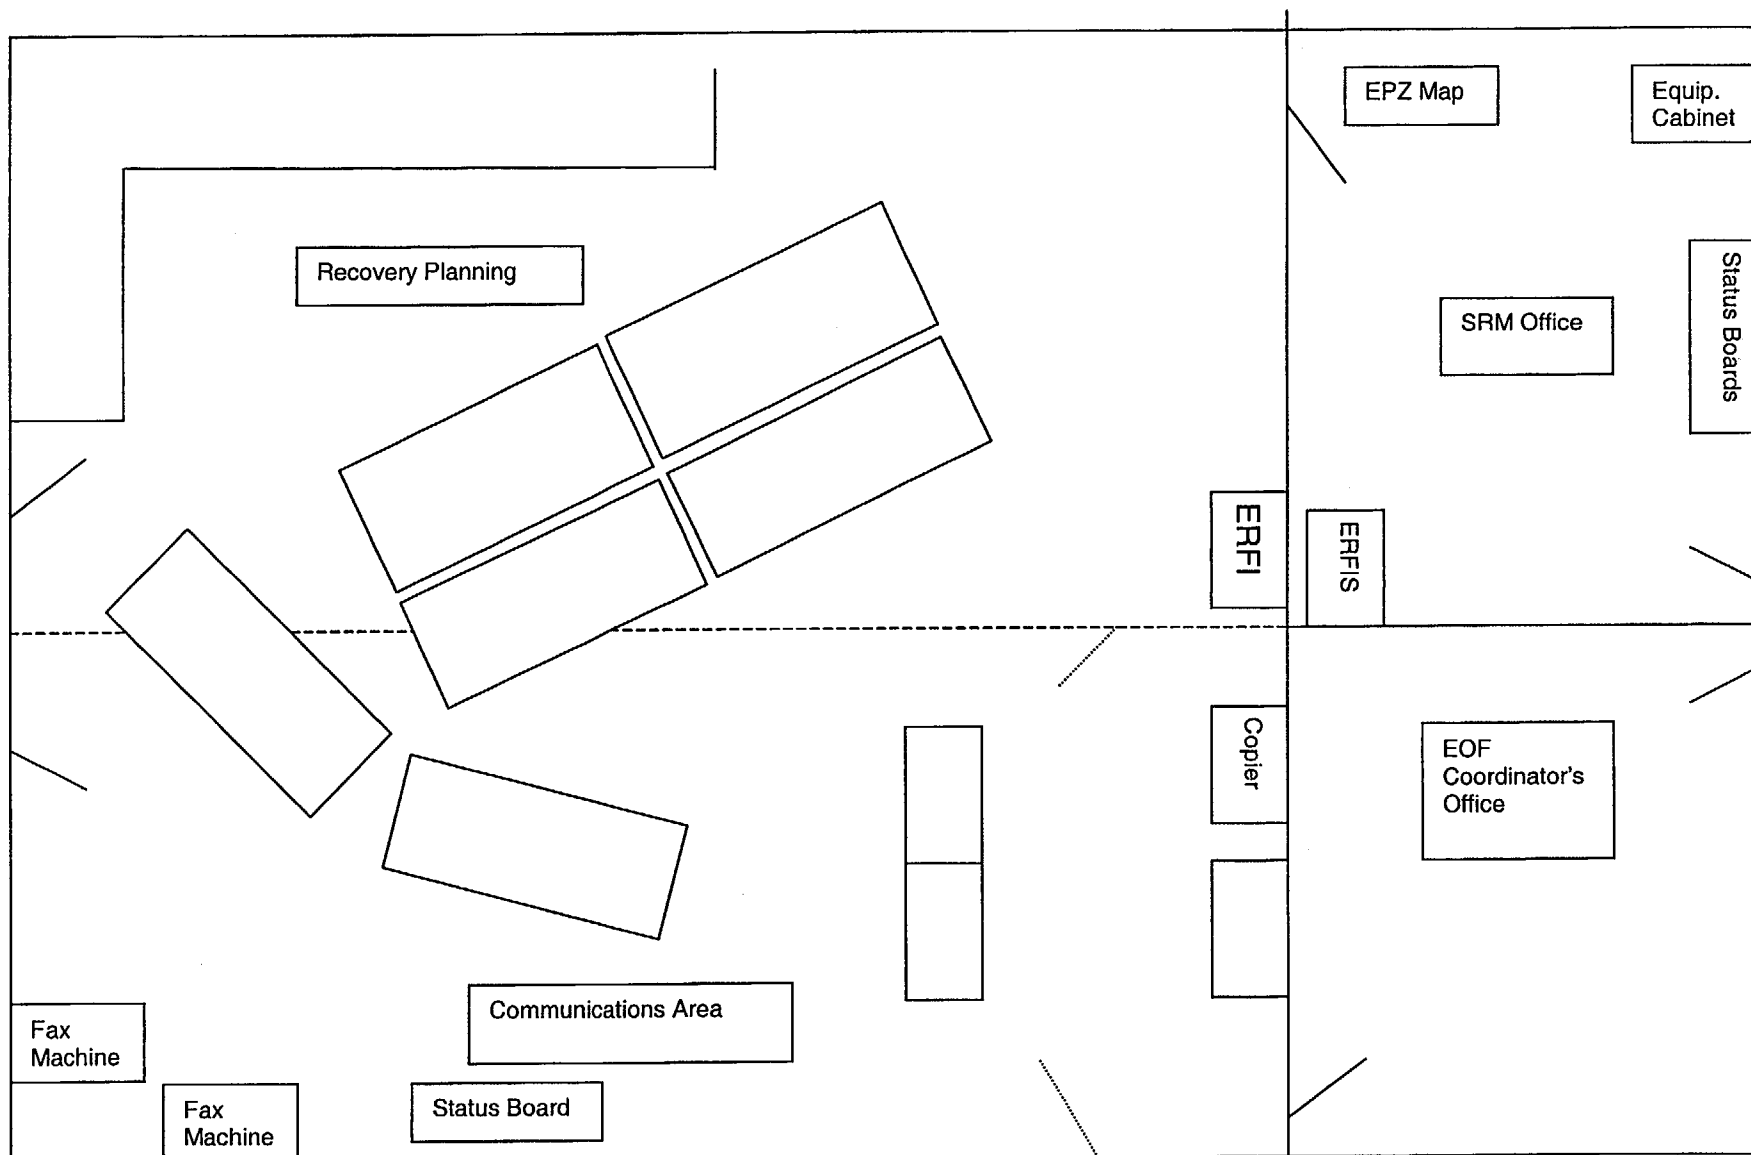 EPZ Map
Equip.
Cabinet
Recovery Planning
SRM Office
Status Boards
ERFI
ERFIS
Copier
EOF
Coordinator's
Office
Communications Area
Fax
Machine
Status Board
Fax
Machine